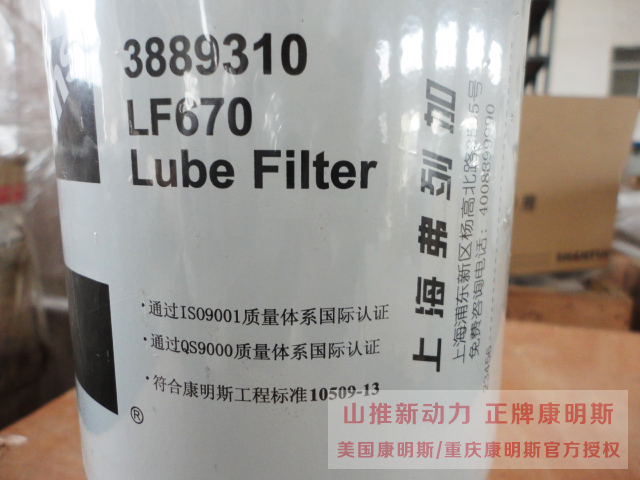 3889310
LF670
Lube Filter
·通过ISO9001质量体系国际认证
·通过QS9000质量体系国际认证
·符合康明斯工程标准10509-13
®
上海弗列加
上海浦东新区杨高北路
免费咨询电话：4008899990
山推新动力 正牌康明斯
美国康明斯/重庆康明斯官方授权